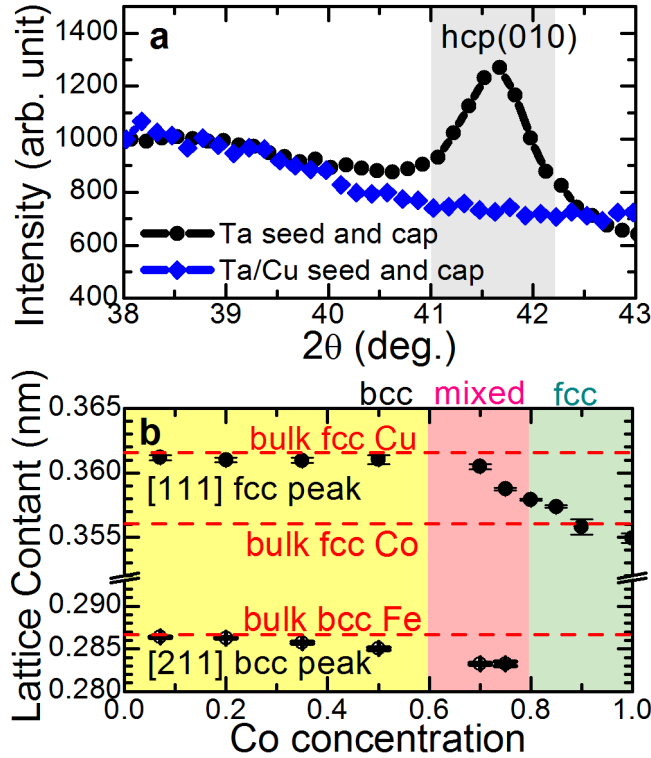 a
hcp(010)
Intensity (arb. unit)
1400
1200
1000
800
600
400
Ta seed and cap
Ta/Cu seed and cap
38 39 40 41 42 43
2θ (deg.)
bcc mixed fcc
b
Lattice Contant (nm)
0.365
0.360
0.355
0.290
0.285
0.280
bulk fcc Cu
[111] fcc peak
bulk fcc Co
bulk bcc Fe
[211] bcc peak
0.0 0.2 0.4 0.6 0.8 1.0
Co concentration